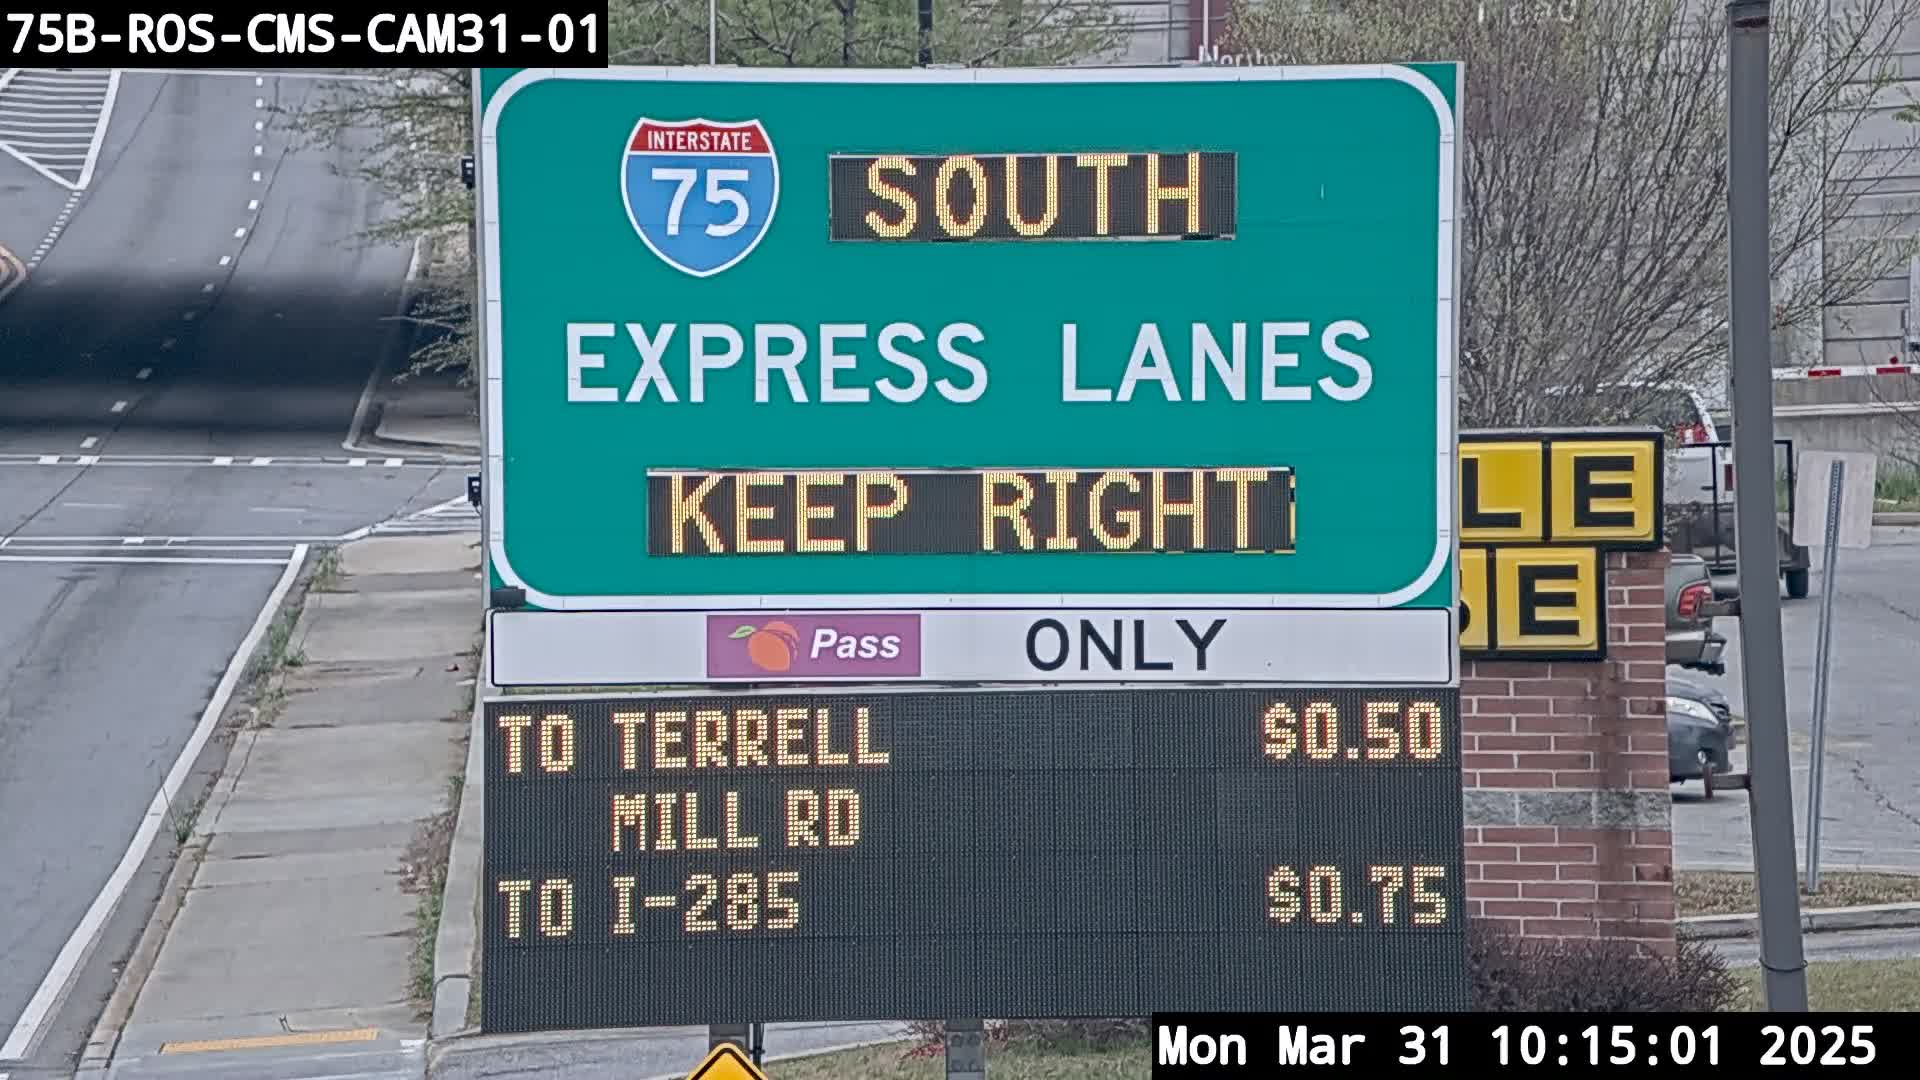 75B-ROS-CMS-CAM31-01
INTERSTATE
75
SOUTH
EXPRESS LANES
KEEP RIGHT
Pass ONLY
TO TERRELL $0.50
MILL RD
TO I-285 $0.75
LE
E
Mon Mar 31 10:15:01 2025